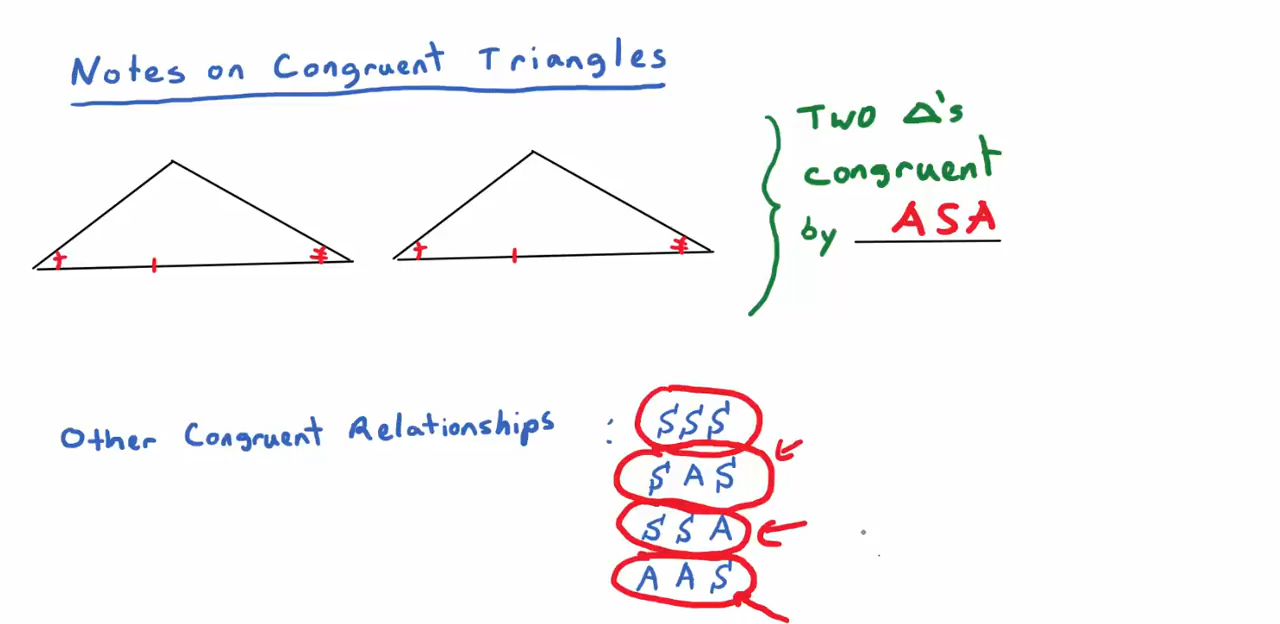 Notes on Congruent Triangles
Two Δ's
congruent
by ASA
Other Congruent Relationships : SSS
SAS
SSA
AAS